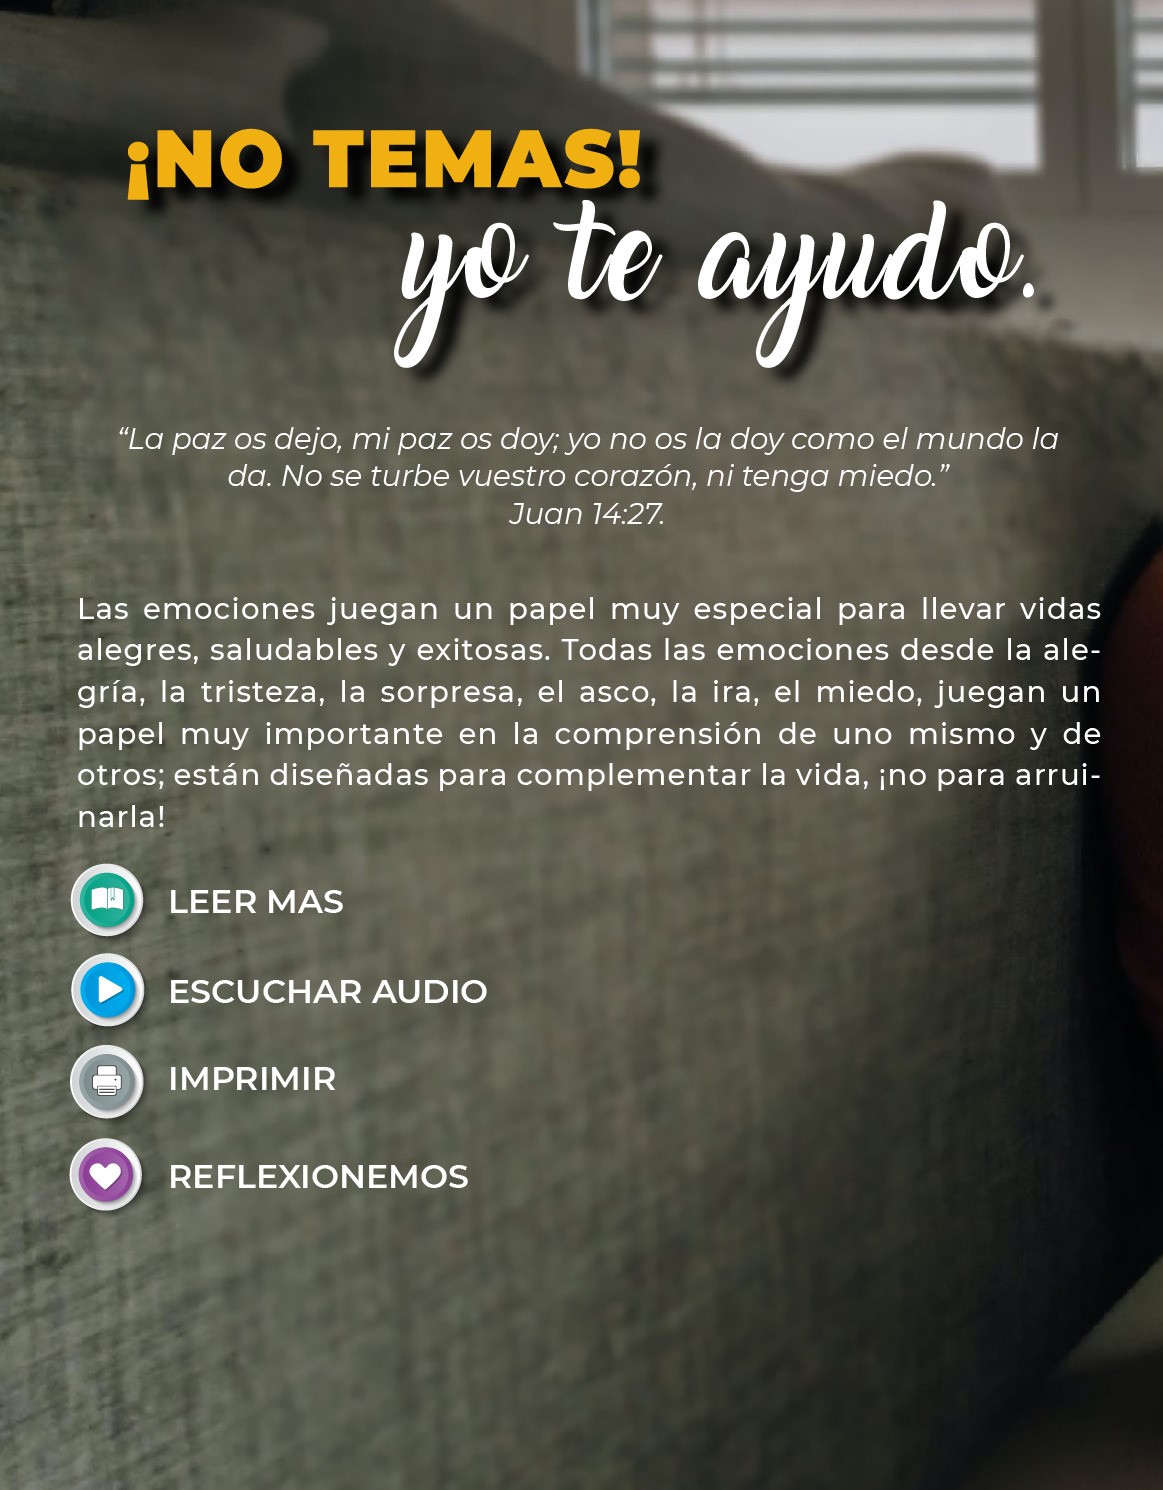 ¡NO TEMAS!
yo te ayudo.
“La paz os dejo, mi paz os doy; yo no os la doy como el mundo la
da. No se turbe vuestro corazón, ni tenga miedo.”
Juan 14:27.
Las emociones juegan un papel muy especial para llevar vidas
alegres, saludables y exitosas. Todas las emociones desde la ale-
gría, la tristeza, la sorpresa, el asco, la ira, el miedo, juegan un
papel muy importante en la comprensión de uno mismo y de
otros; están diseñadas para complementar la vida, ¡no para arrui-
narla!
LEER MAS
ESCUCHAR AUDIO
IMPRIMIR
REFLEXIONEMOS